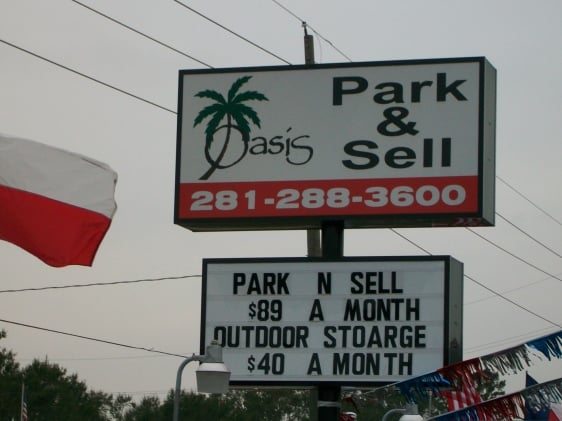 Oasis
Park
&
Sell
281-288-3600
PARK N SELL
$89 A MONTH
OUTDOOR STOARGE
$40 A MONTH